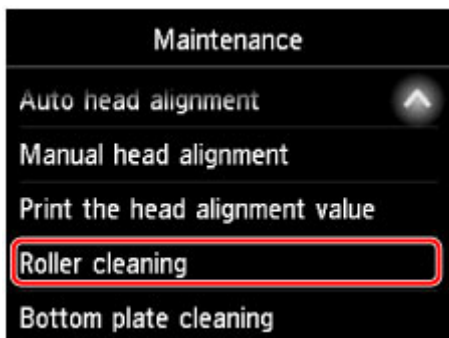 Maintenance
Auto head alignment
Manual head alignment
Print the head alignment value
Roller cleaning
Bottom plate cleaning